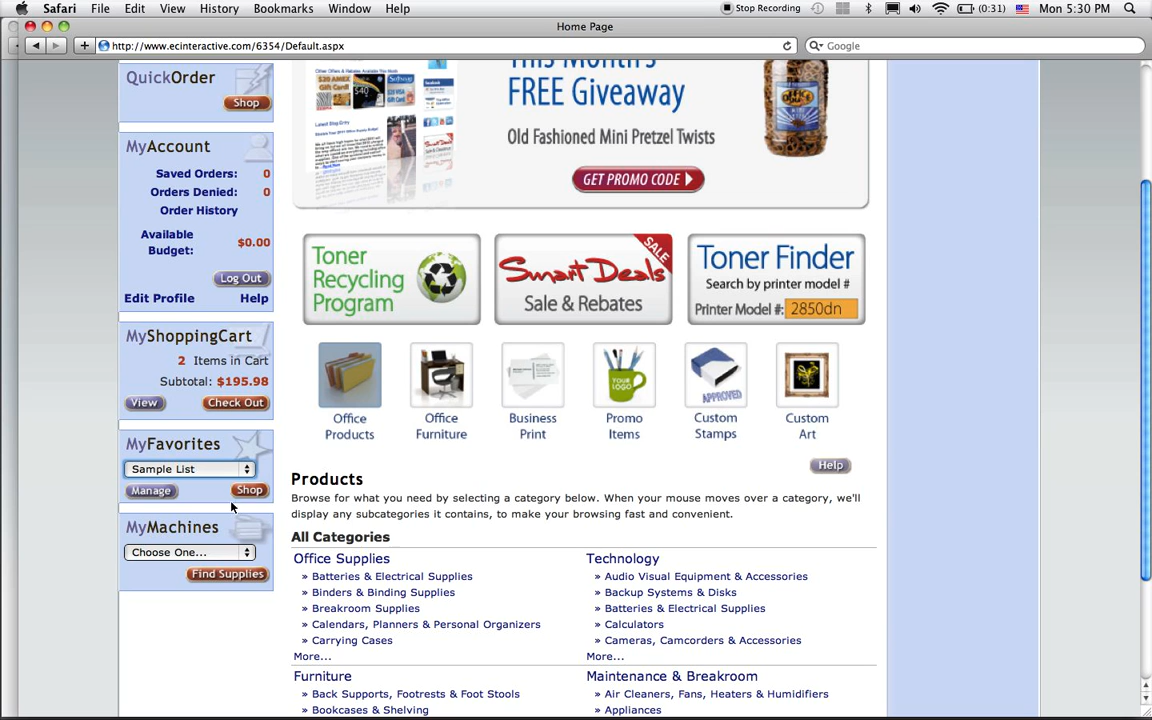 Safari File Edit View History Bookmarks Window Help Stop Recording (0:31) Mon 5:30 PM
Home Page
http://www.ecinteractive.com/6354/Default.aspx Google
QuickOrder
Shop
MyAccount
Saved Orders: 0
Orders Denied: 0
Order History
Available
Budget: $0.00
Log Out
Edit Profile Help
MyShoppingCart
2 Items in Cart
Subtotal: $195.98
View Check Out
MyFavorites
Sample List
Manage Shop
MyMachines
Choose One...
Find Supplies
This Month's
FREE Giveaway
Old Fashioned Mini Pretzel Twists
GET PROMO CODE
Toner
Recycling
Program
SALE
Smart Deals
Sale & Rebates
Toner Finder
Search by printer model #
Printer Model #: 2850dn
Office
Products
Office
Furniture
Business
Print
YOUR
LOGO
Promo
Items
APPROVED
Custom
Stamps
Custom
Art
Help
Products
Browse for what you need by selecting a category below. When your mouse moves over a category, we'll
display any subcategories it contains, to make your browsing fast and convenient.
All Categories
Office Supplies
» Batteries & Electrical Supplies
» Binders & Binding Supplies
» Breakroom Supplies
» Calendars, Planners & Personal Organizers
» Carrying Cases
More...
Technology
» Audio Visual Equipment & Accessories
» Backup Systems & Disks
» Batteries & Electrical Supplies
» Calculators
» Cameras, Camcorders & Accessories
More...
Furniture
» Back Supports, Footrests & Foot Stools
» Bookcases & Shelving
Maintenance & Breakroom
» Air Cleaners, Fans, Heaters & Humidifiers
» Appliances